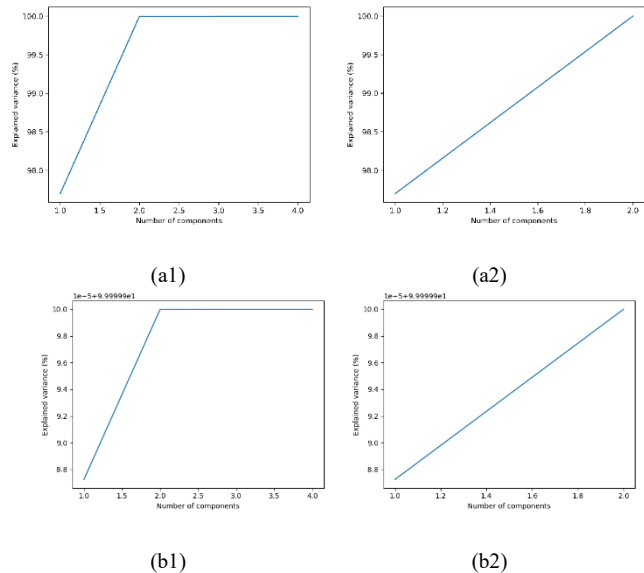 100.0
99.5
99.0
98.5
98.0
Explained variance (%)
1.0 1.5 2.0 2.5 3.0 3.5 4.0
Number of components
(a1)
100.0
99.5
99.0
98.5
98.0
Explained variance (%)
1.0 1.2 1.4 1.6 1.8 2.0
Number of components
(a2)
1e−5+9.99999e1
10.0
9.8
9.6
9.4
9.2
9.0
8.8
Explained variance (%)
1.0 1.5 2.0 2.5 3.0 3.5 4.0
Number of components
(b1)
1e−5+9.99999e1
10.0
9.8
9.6
9.4
9.2
9.0
8.8
Explained variance (%)
1.0 1.2 1.4 1.6 1.8 2.0
Number of components
(b2)